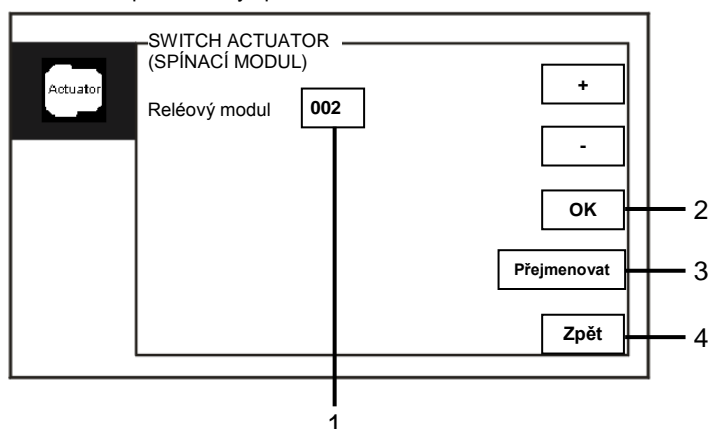 SWITCH ACTUATOR
(SPÍNACÍ MODUL)
Actuator
Reléový modul 002
+
-
OK 2
Přejmenovat 3
Zpět 4
1